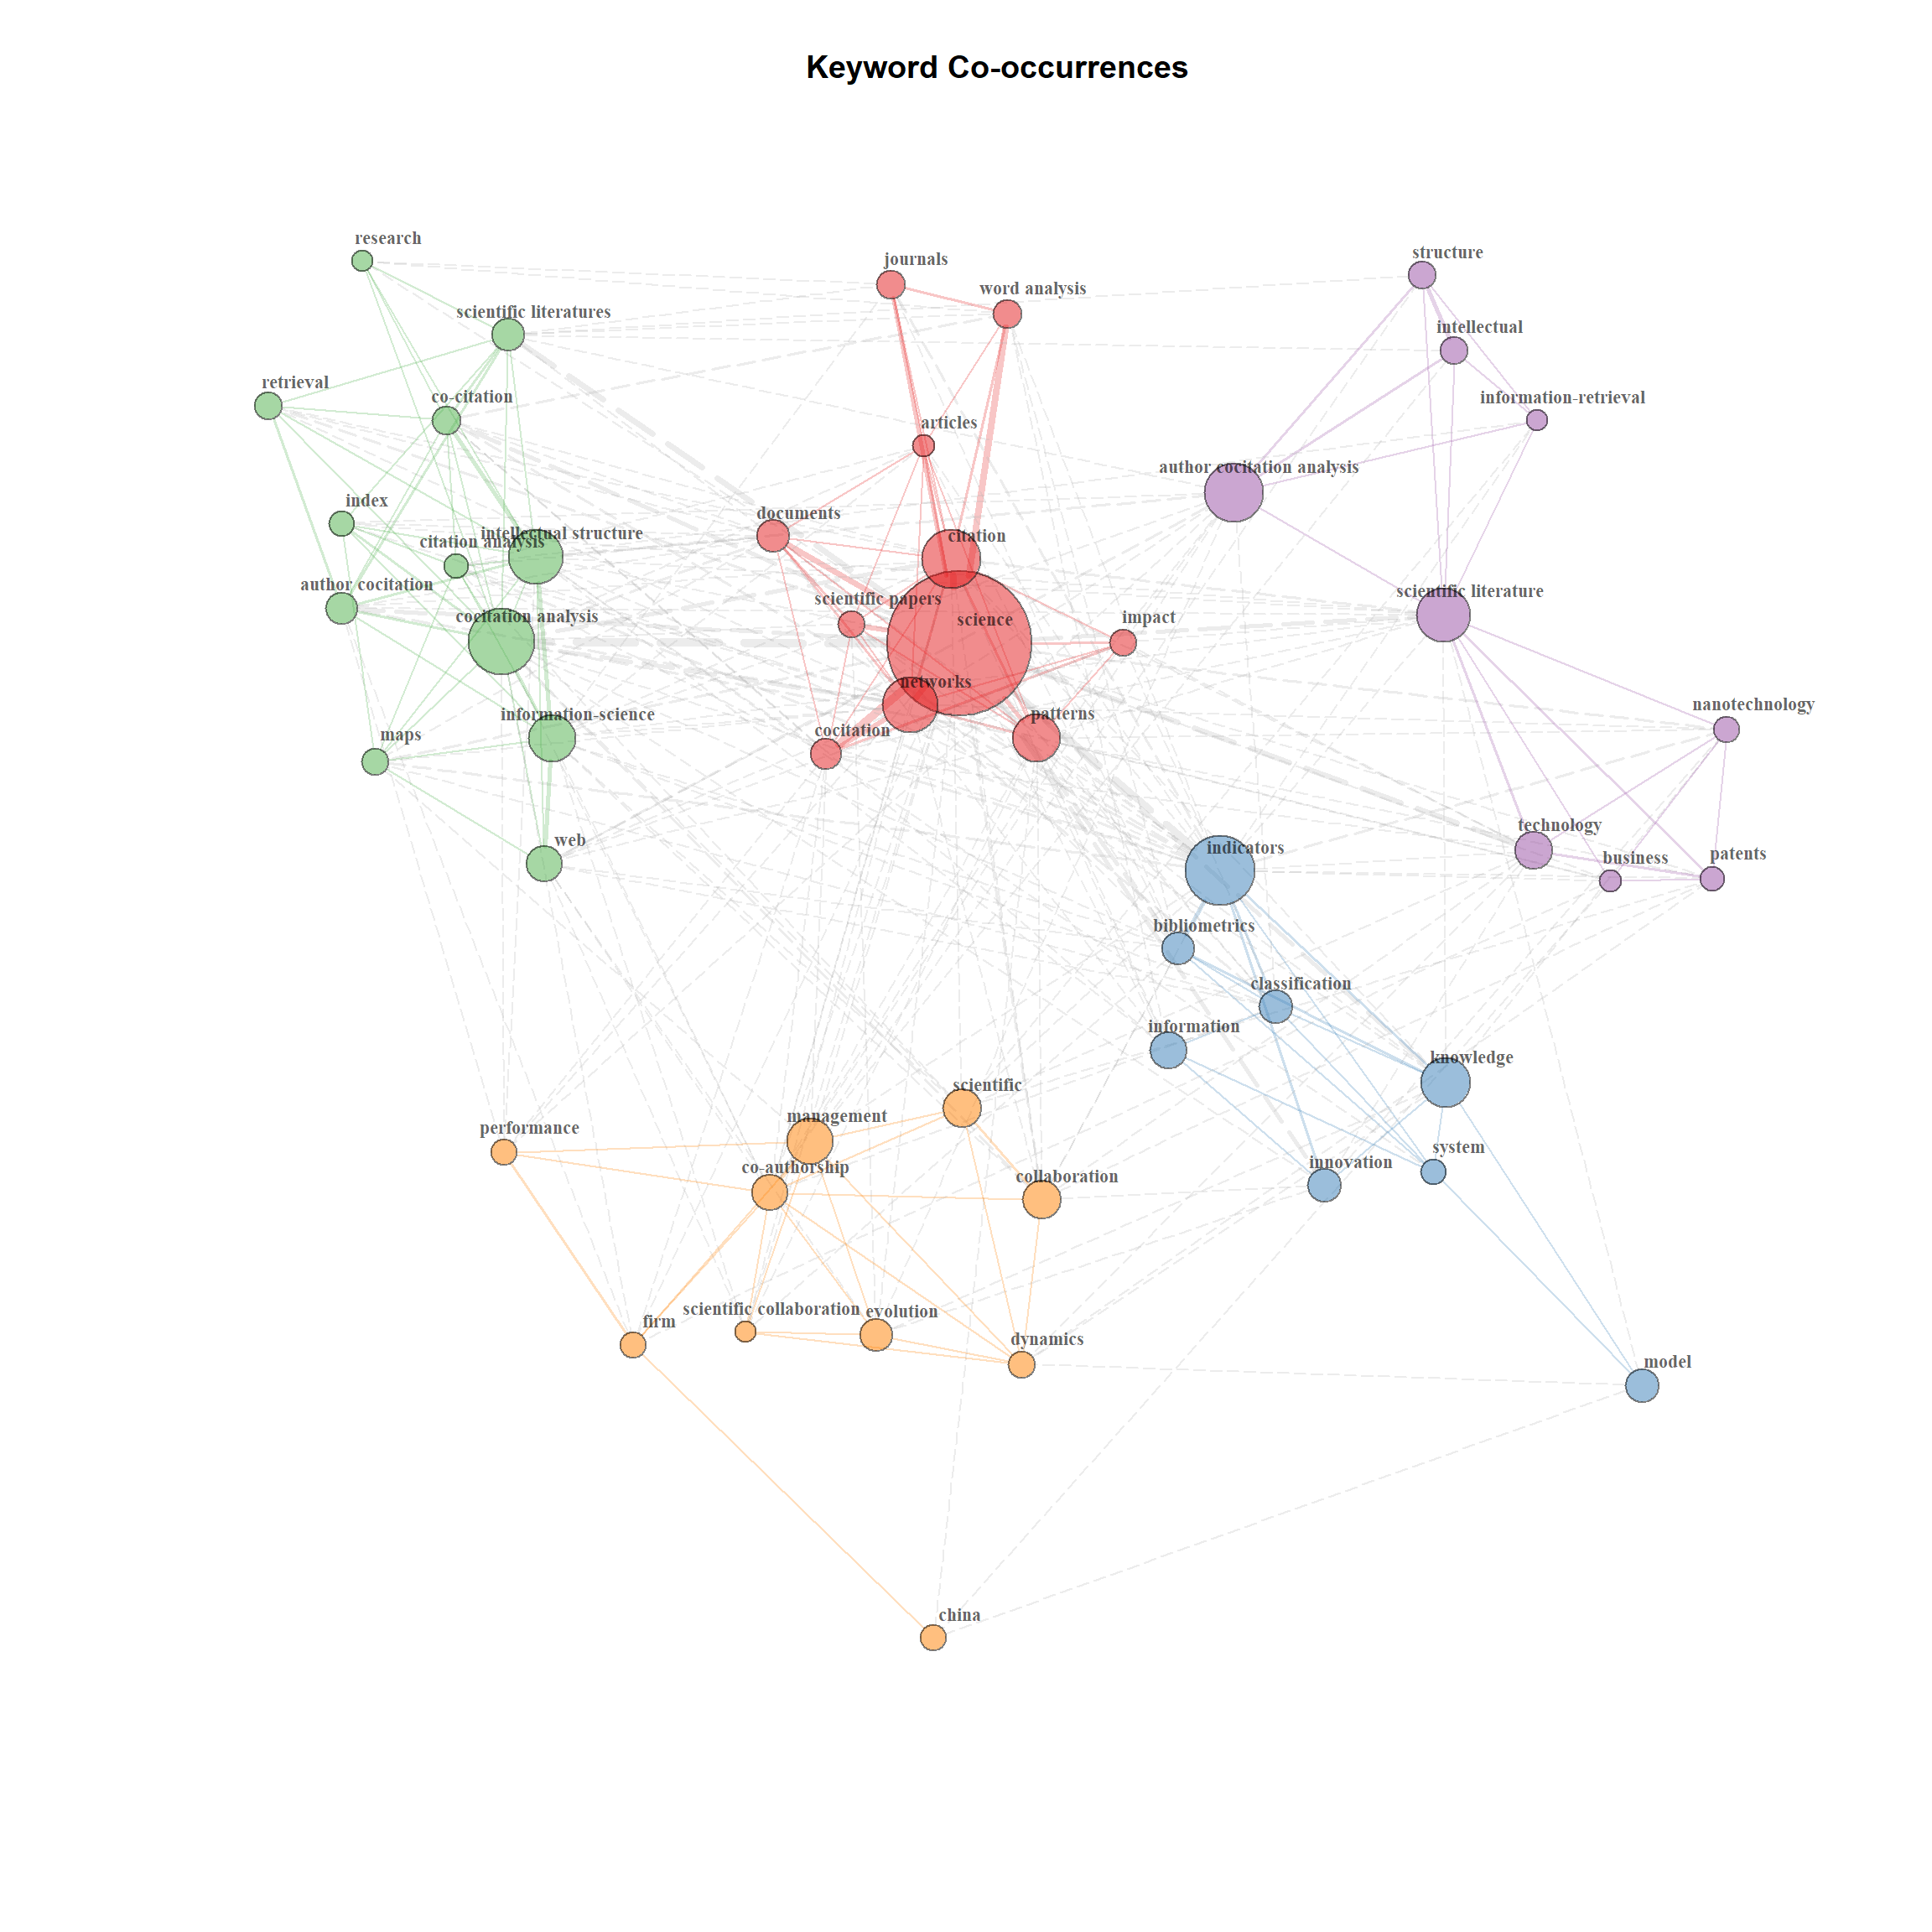 Keyword Co-occurrences
research
structure
journals
word analysis
scientific literatures
intellectual
retrieval
co-citation
information-retrieval
articles
author cocitation analysis
index
documents
intellectual structure
citation analysis
citation
author cocitation
scientific literature
scientific papers
cocitation analysis
science
impact
networks
nanotechnology
information-science
patterns
maps
cocitation
technology
web
indicators
business
patents
bibliometrics
classification
information
knowledge
scientific
management
performance
system
innovation
co-authorship
collaboration
scientific collaboration
evolution
firm
dynamics
model
china